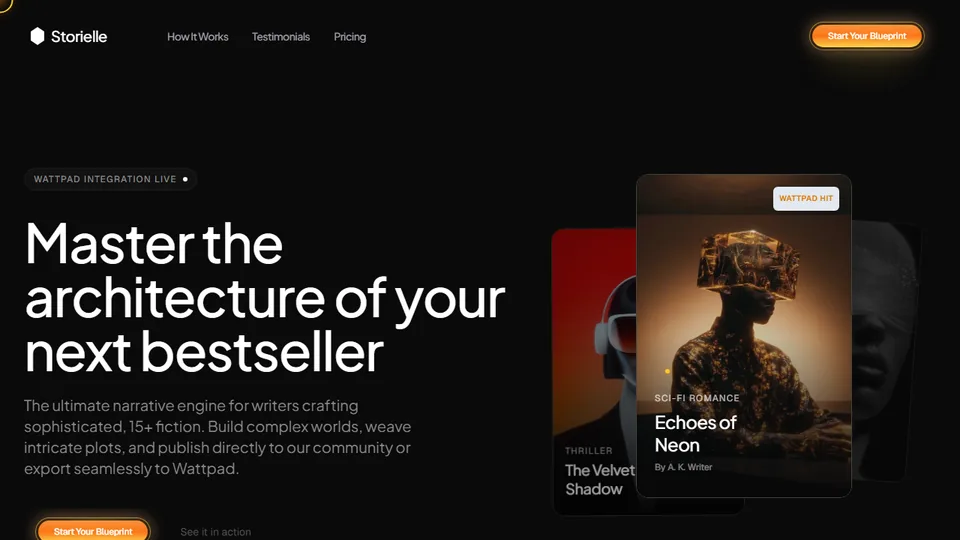 Storielle
How It Works
Testimonials
Pricing
Start Your Blueprint
WATTPAD INTEGRATION LIVE
Master the
architecture of your
next bestseller
The ultimate narrative engine for writers crafting
sophisticated, 15+ fiction. Build complex worlds, weave
intricate plots, and publish directly to our community or
export seamlessly to Wattpad.
Start Your Blueprint
See it in action
WATTPAD HIT
SCI-FI ROMANCE
Echoes of
Neon
By A. K. Writer
THRILLER
The Velvet
Shadow